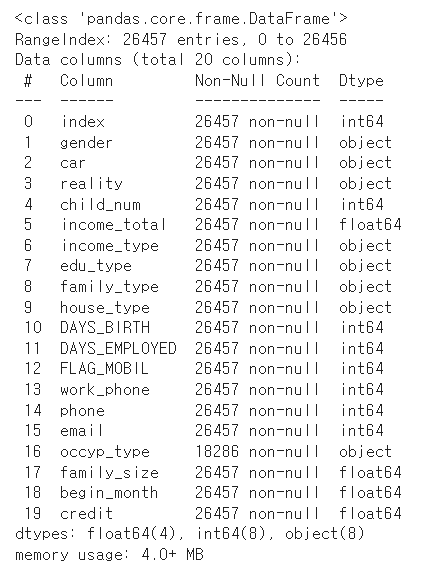 <class 'pandas.core.frame.DataFrame'>
RangeIndex: 26457 entries, 0 to 26456
Data columns (total 20 columns):
 #   Column         Non-Null Count  Dtype
---  ------         --------------  -----
 0   index          26457 non-null  int64
 1   gender         26457 non-null  object
 2   car            26457 non-null  object
 3   reality        26457 non-null  object
 4   child_num      26457 non-null  int64
 5   income_total   26457 non-null  float64
 6   income_type    26457 non-null  object
 7   edu_type       26457 non-null  object
 8   family_type    26457 non-null  object
 9   house_type     26457 non-null  object
 10  DAYS_BIRTH     26457 non-null  int64
 11  DAYS_EMPLOYED  26457 non-null  int64
 12  FLAG_MOBIL     26457 non-null  int64
 13  work_phone     26457 non-null  int64
 14  phone          26457 non-null  int64
 15  email          26457 non-null  int64
 16  occyp_type     18286 non-null  object
 17  family_size    26457 non-null  float64
 18  begin_month    26457 non-null  float64
 19  credit         26457 non-null  float64
dtypes: float64(4), int64(8), object(8)
memory usage: 4.0+ MB